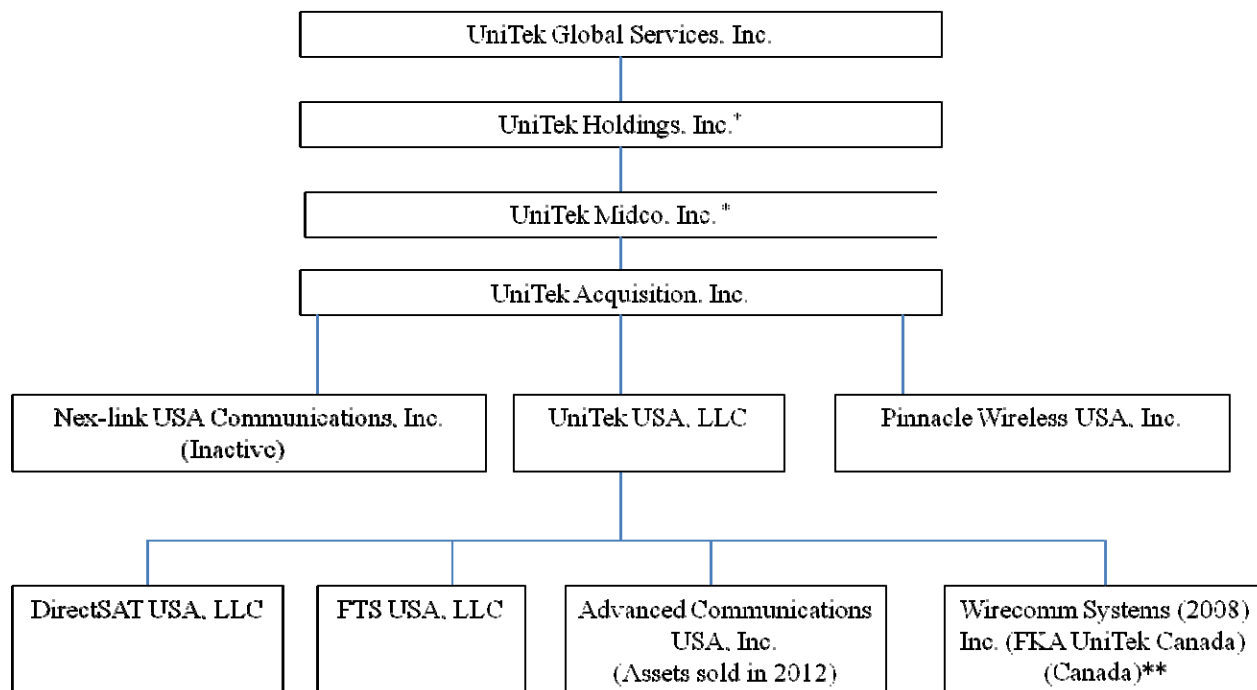 UniTek Global Services, Inc.
UniTek Holdings, Inc.*
UniTek Midco, Inc. *
UniTek Acquisition, Inc.
Nex-link USA Communications, Inc.
(Inactive)
UniTek USA, LLC
Pinnacle Wireless USA, Inc.
DirectSAT USA, LLC
FTS USA, LLC
Advanced Communications
USA, Inc.
(Assets sold in 2012)
Wirecomm Systems (2008)
Inc. (FKA UniTek Canada)
(Canada)**